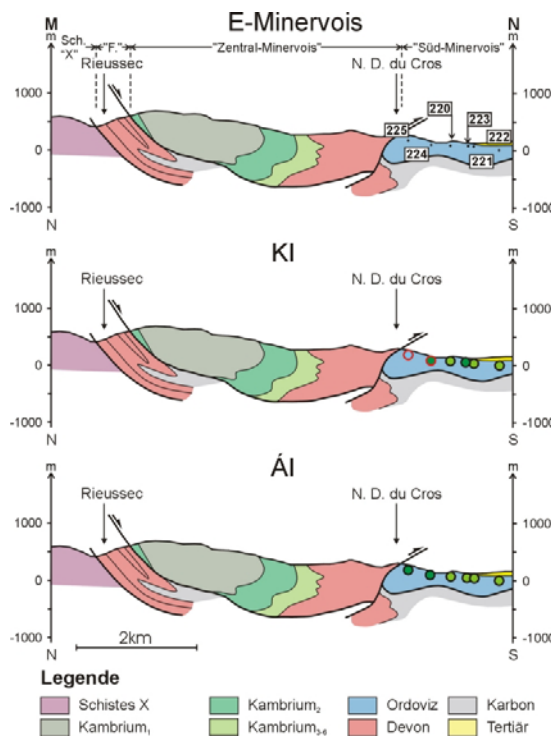 E-Minervois
M
N
m
m
Sch. "X"
"F."
"Zentral-Minervois"
"Süd-Minervois"
Rieussec
N. D. du Cros
220
223
225
222
224
221
1000
0
-1000
1000
0
-1000
N
S
KI
m
m
Rieussec
N. D. du Cros
1000
0
-1000
1000
0
-1000
N
S
ÁI
m
m
Rieussec
N. D. du Cros
1000
0
-1000
1000
0
-1000
N
S
2km
Legende
Schistes X
Kambrium₂
Ordoviz
Karbon
Kambrium₁
Devon
Tertiär